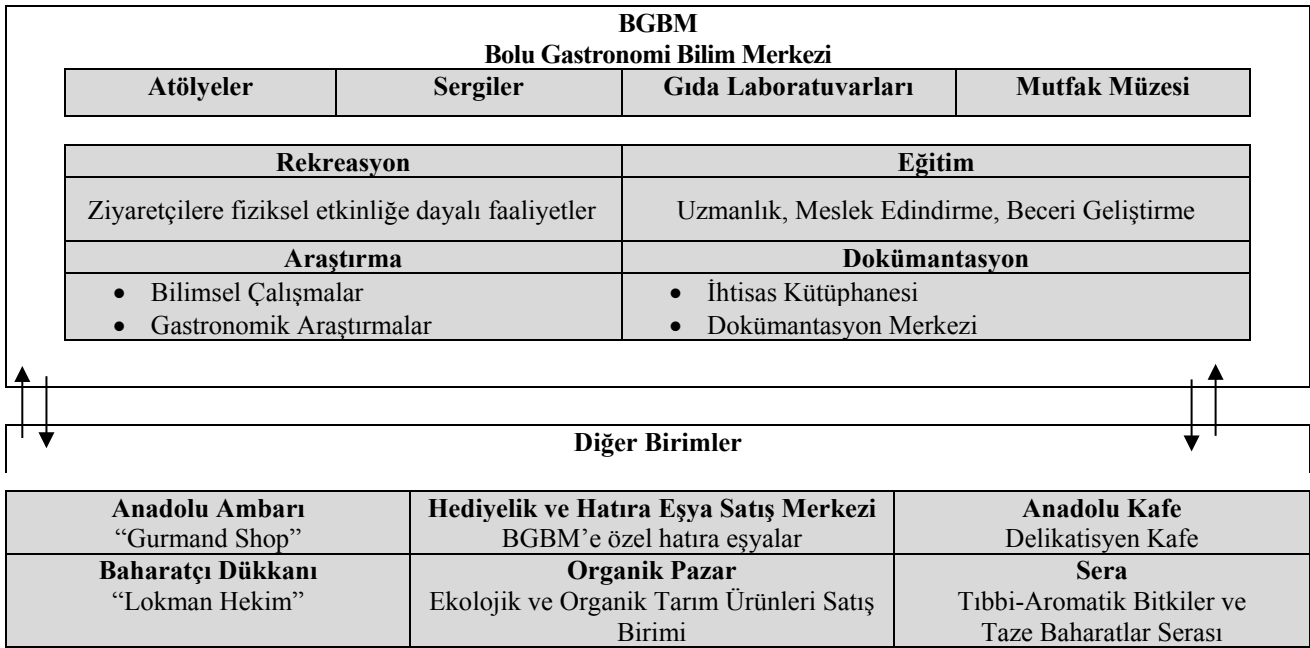 BGBM
Bolu Gastronomi Bilim Merkezi
Atölyeler Sergiler Gıda Laboratuvarları Mutfak Müzesi
Rekreasyon Eğitim
Ziyaretçilere fiziksel etkinliğe dayalı faaliyetler Uzmanlık, Meslek Edindirme, Beceri Geliştirme
Araştırma Dokümantasyon
• Bilimsel Çalışmalar • İhtisas Kütüphanesi
• Gastronomik Araştırmalar • Dokümantasyon Merkezi
Diğer Birimler
Anadolu Ambarı Hediyelik ve Hatıra Eşya Satış Merkezi Anadolu Kafe
“Gurmand Shop” BGBM’e özel hatıra eşyalar Delikatisyen Kafe
Baharatçı Dükkanı Organik Pazar Sera
“Lokman Hekim” Ekolojik ve Organik Tarım Ürünleri Satış Tıbbi-Aromatik Bitkiler ve
Birimi Taze Baharatlar Serası